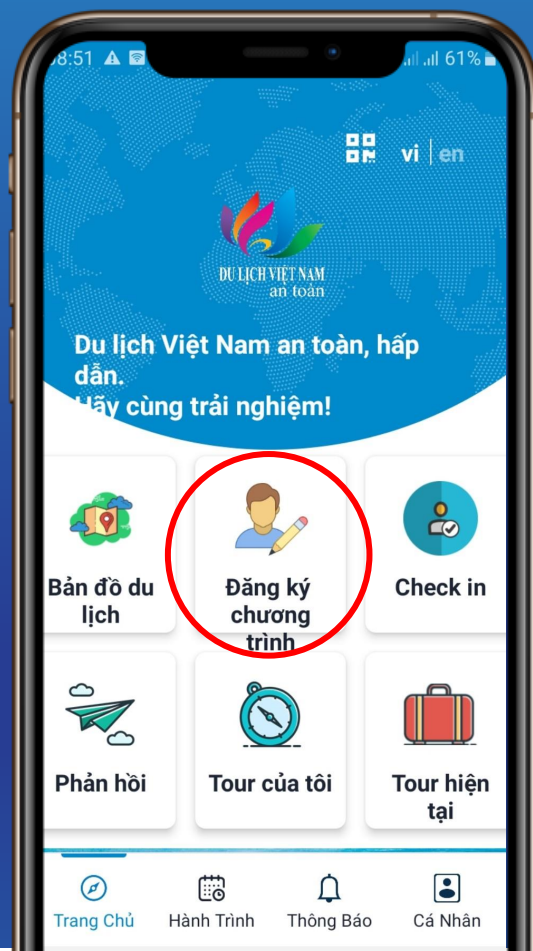 08:51
61%
vi | en
DU LỊCH VIỆT NAM
an toàn
Du lịch Việt Nam an toàn, hấp
dẫn.
Hãy cùng trải nghiệm!
Bản đồ du
lịch
Đăng ký
chương
trình
Check in
Phản hồi
Tour của tôi
Tour hiện
tại
Trang Chủ
Hành Trình
Thông Báo
Cá Nhân